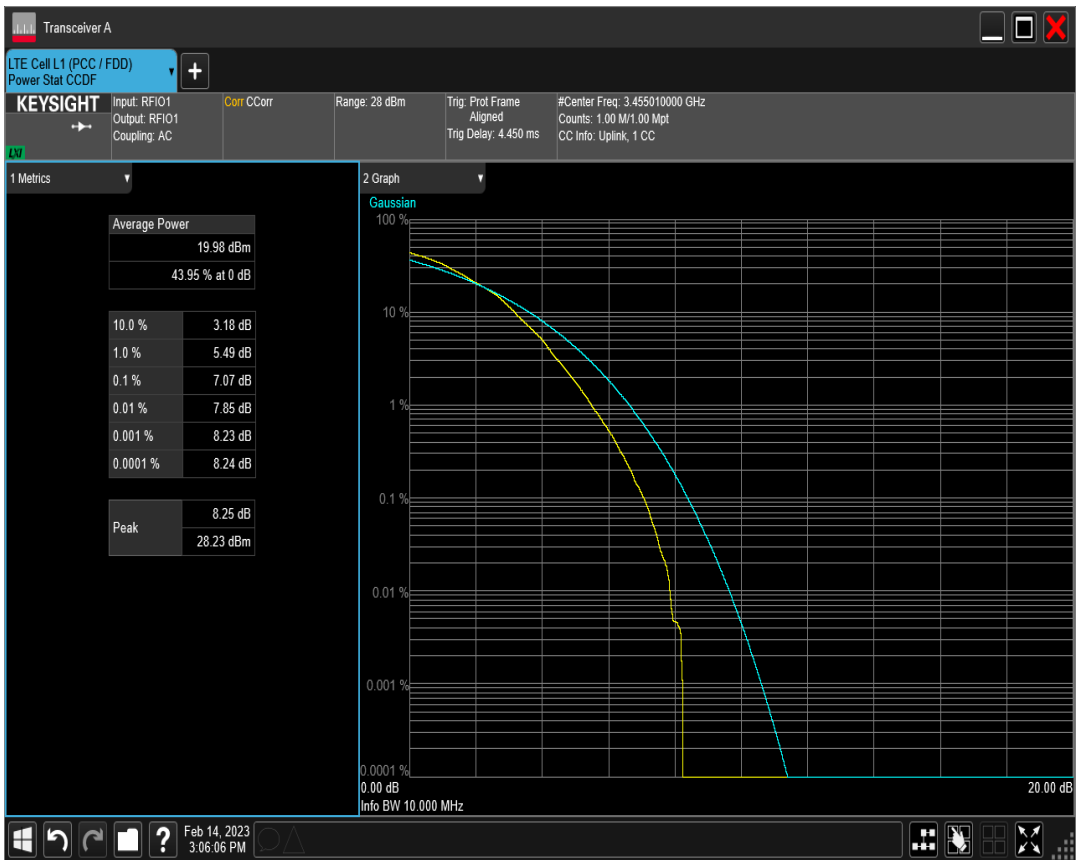 Transceiver A
LTE Cell L1 (PCC / FDD)
Power Stat CCDF
KEYSIGHT
LXI
Input: RFIO1
Output: RFIO1
Coupling: AC
Corr CCorr
Range: 28 dBm
Trig: Prot Frame
Aligned
Trig Delay: 4.450 ms
#Center Freq: 3.455010000 GHz
Counts: 1.00 M/1.00 Mpt
CC Info: Uplink, 1 CC
1 Metrics
Average Power
19.98 dBm
43.95 % at 0 dB
10.0 % 3.18 dB
1.0 % 5.49 dB
0.1 % 7.07 dB
0.01 % 7.85 dB
0.001 % 8.23 dB
0.0001 % 8.24 dB
Peak
8.25 dB
28.23 dBm
2 Graph
Gaussian
100 %
10 %
1 %
0.1 %
0.01 %
0.001 %
0.0001 %
0.00 dB 20.00 dB
Info BW 10.000 MHz
Feb 14, 2023
3:06:06 PM